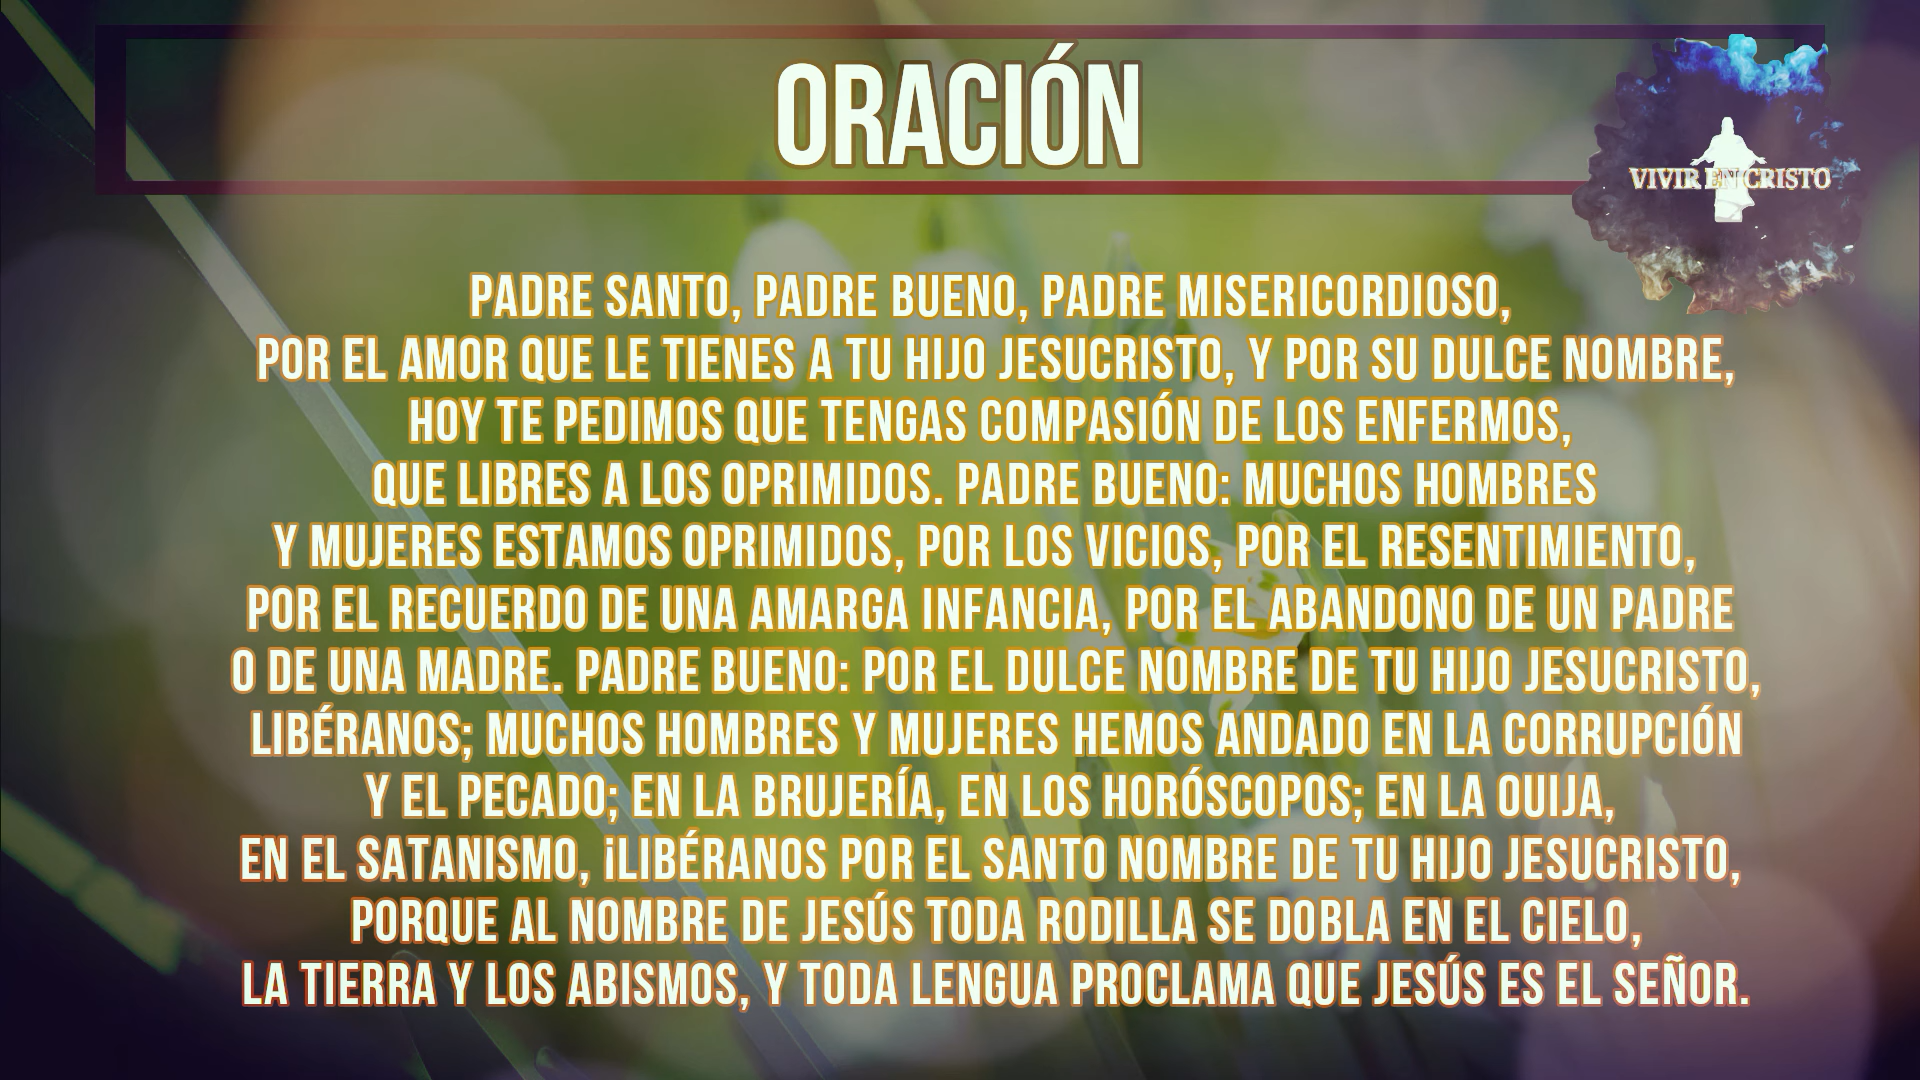 ORACIÓN
VIVIR EN CRISTO
PADRE SANTO, PADRE BUENO, PADRE MISERICORDIOSO,
POR EL AMOR QUE LE TIENES A TU HIJO JESUCRISTO, Y POR SU DULCE NOMBRE,
HOY TE PEDIMOS QUE TENGAS COMPASIÓN DE LOS ENFERMOS,
QUE LIBRES A LOS OPRIMIDOS. PADRE BUENO: MUCHOS HOMBRES
Y MUJERES ESTAMOS OPRIMIDOS, POR LOS VICIOS, POR EL RESENTIMIENTO,
POR EL RECUERDO DE UNA AMARGA INFANCIA, POR EL ABANDONO DE UN PADRE
O DE UNA MADRE. PADRE BUENO: POR EL DULCE NOMBRE DE TU HIJO JESUCRISTO,
LIBÉRANOS; MUCHOS HOMBRES Y MUJERES HEMOS ANDADO EN LA CORRUPCIÓN
Y EL PECADO; EN LA BRUJERÍA, EN LOS HORÓSCOPOS; EN LA OUIJA,
EN EL SATANISMO, ¡LIBÉRANOS POR EL SANTO NOMBRE DE TU HIJO JESUCRISTO,
PORQUE AL NOMBRE DE JESÚS TODA RODILLA SE DOBLA EN EL CIELO,
LA TIERRA Y LOS ABISMOS, Y TODA LENGUA PROCLAMA QUE JESÚS ES EL SEÑOR.